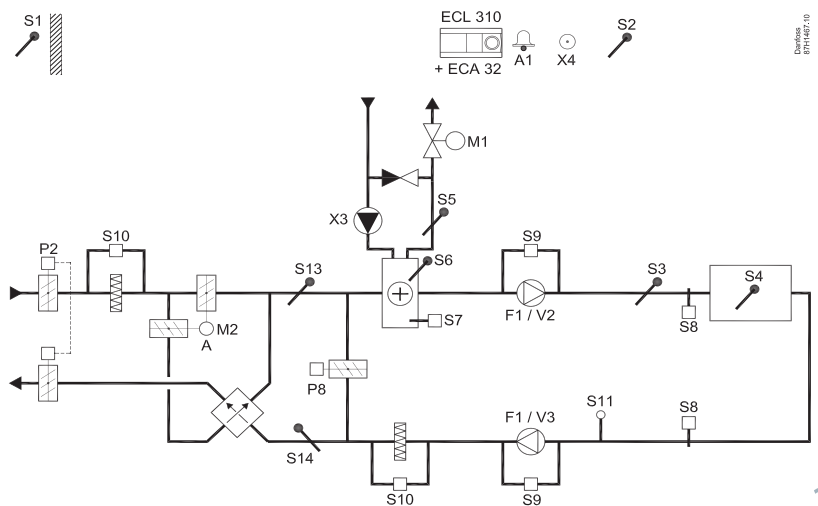 S1
ECL 310
+ ECA 32
A1
X4
S2
Danfoss
87H1467.10
M1
X3
S5
P2
S10
S13
S6
S9
S3
S4
M2
A
S7
F1 / V2
S8
P8
S11
S8
F1 / V3
S14
S10
S9